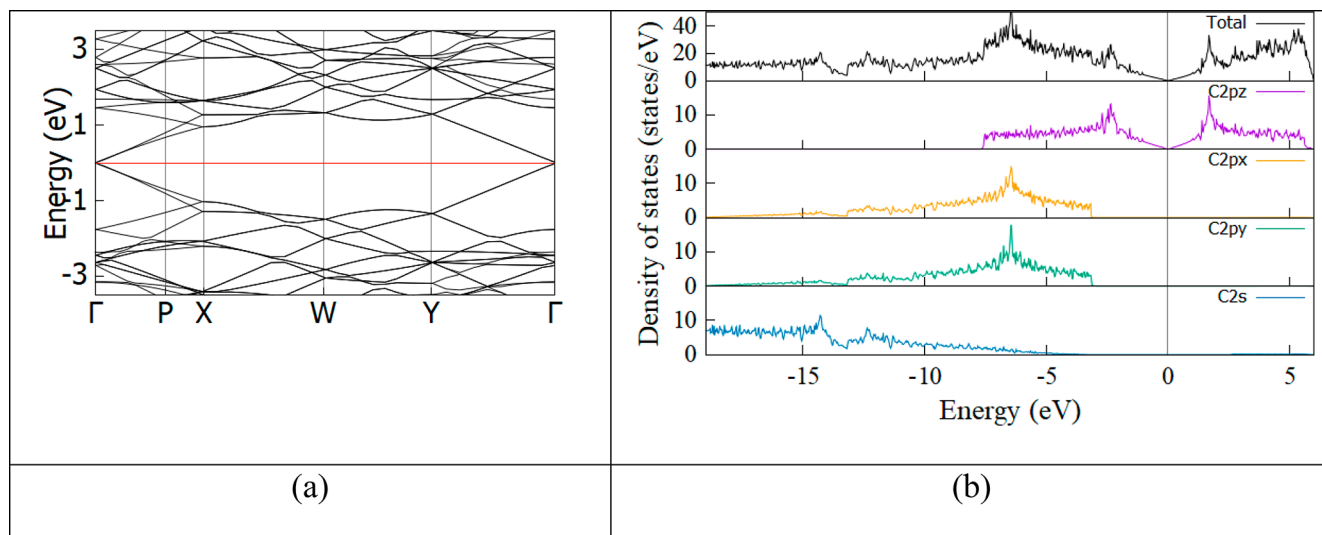 Energy (eV)
3
1
-1
-3
Γ P X W Y Γ
Density of states (states/eV)
Total
40
20
0
C2pz
10
0
C2px
10
0
C2py
10
0
C2s
10
0
-15 -10 -5 0 5
Energy (eV)
(a) (b)